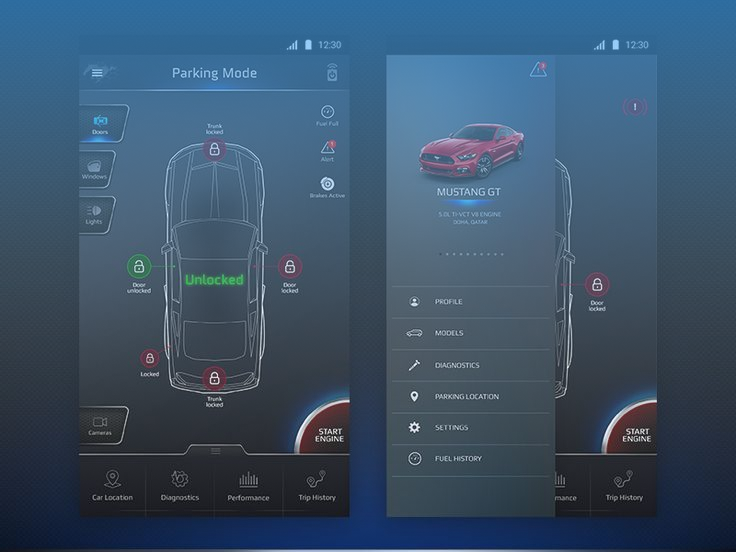 12:30
Parking Mode
Doors
Windows
Lights
Trunk
locked
Fuel Full
Alert
Brakes Active
Door
unlocked
Unlocked
Door
locked
Locked
Trunk
locked
Cameras
START
ENGINE
Car Location
Diagnostics
Performance
Trip History
12:30
MUSTANG GT
5.0L TI-VCT V8 ENGINE
DOHA, QATAR
PROFILE
MODELS
DIAGNOSTICS
PARKING LOCATION
SETTINGS
FUEL HISTORY
Door
locked
START
ENGINE
mance
Trip History